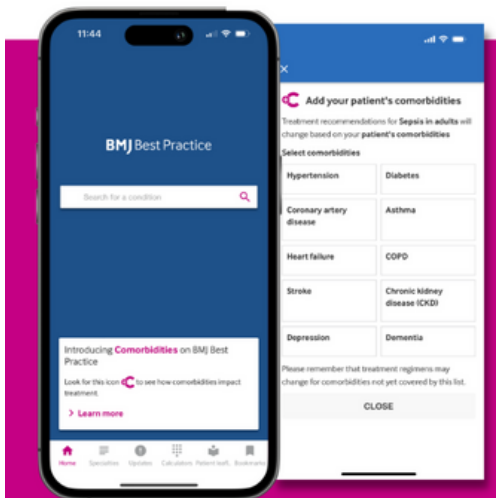 11:44
BMJ Best Practice
Search for a condition
Introducing Comorbidities on BMJ Best
Practice
Look for this icon to see how comorbidities impact
treatment
> Learn more
Home Specialties Updates Calculators Patient leafl. Bookmarks
Add your patient's comorbidities
Treatment recommendations for Sepsis in adults will
change based on your patient's comorbidities
Select comorbidities
Hypertension Diabetes
Coronary artery
disease
Asthma
Heart failure COPD
Stroke
Chronic kidney
disease (CKD)
Depression Dementia
Please remember that treatment regimens may
change for comorbidities not yet covered by this list.
CLOSE